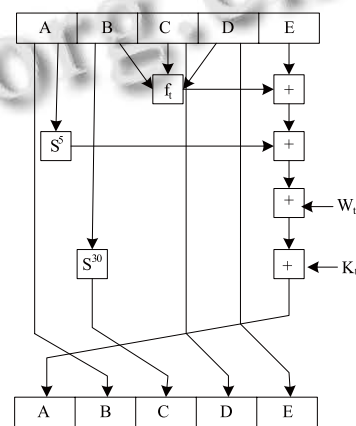 A B C D E
f_t +
S^5 +
+ W_t
S^30 + K_t
A B C D E